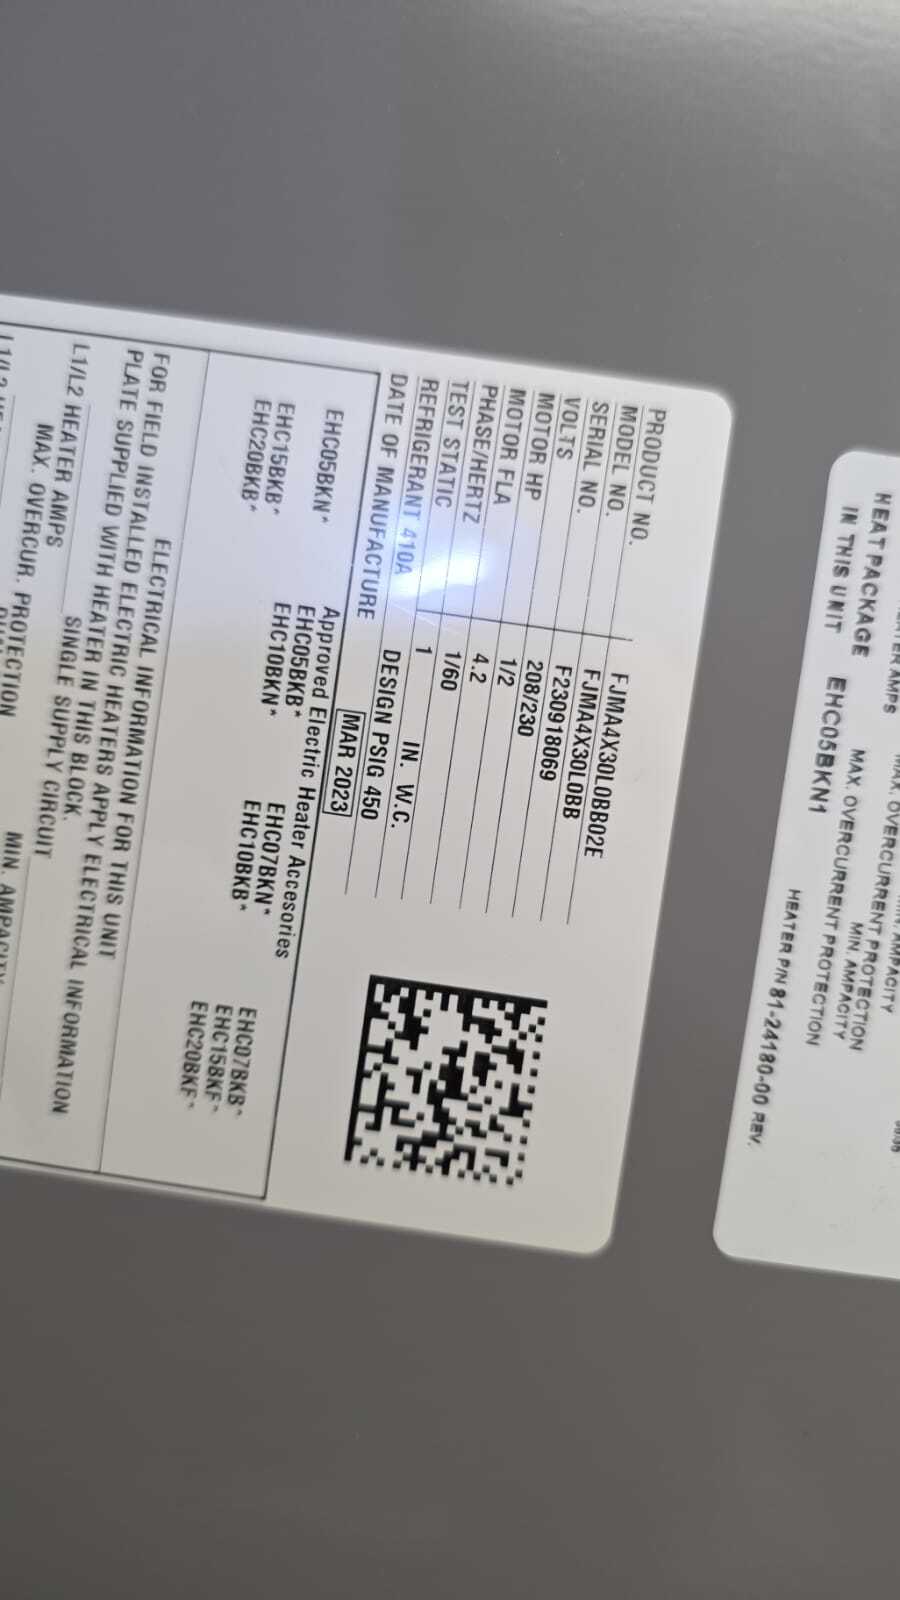 MAX. OVERCURRENT PROTECTION
HEAT PACKAGE
MIN. AMPACITY
IN THIS UNIT EHC05BKN1
MAX. OVERCURRENT PROTECTION
HEATER P/N 81-24180-00 REV.
PRODUCT NO. FJMA4X30L0BB02E
MODEL NO. FJMA4X30L0BB
SERIAL NO. F230918069
VOLTS 208/230
MOTOR HP 1/2
MOTOR FLA 4.2
PHASE/HERTZ 1/60
TEST STATIC 1 IN. W.C.
REFRIGERANT 410A DESIGN PSIG 450
DATE OF MANUFACTURE MAR 2023
Approved Electric Heater Accesories
EHC05BKN* EHC05BKB* EHC07BKN* EHC07BKB*
EHC10BKN* EHC10BKB*
EHC15BKB* EHC15BKF*
EHC20BKB* EHC20BKF*
ELECTRICAL INFORMATION FOR THIS UNIT
FOR FIELD INSTALLED ELECTRIC HEATERS APPLY ELECTRICAL INFORMATION
PLATE SUPPLIED WITH HEATER IN THIS BLOCK.
SINGLE SUPPLY CIRCUIT
L1/L2 HEATER AMPS MIN. AMPACITY
MAX. OVERCUR. PROTECTION